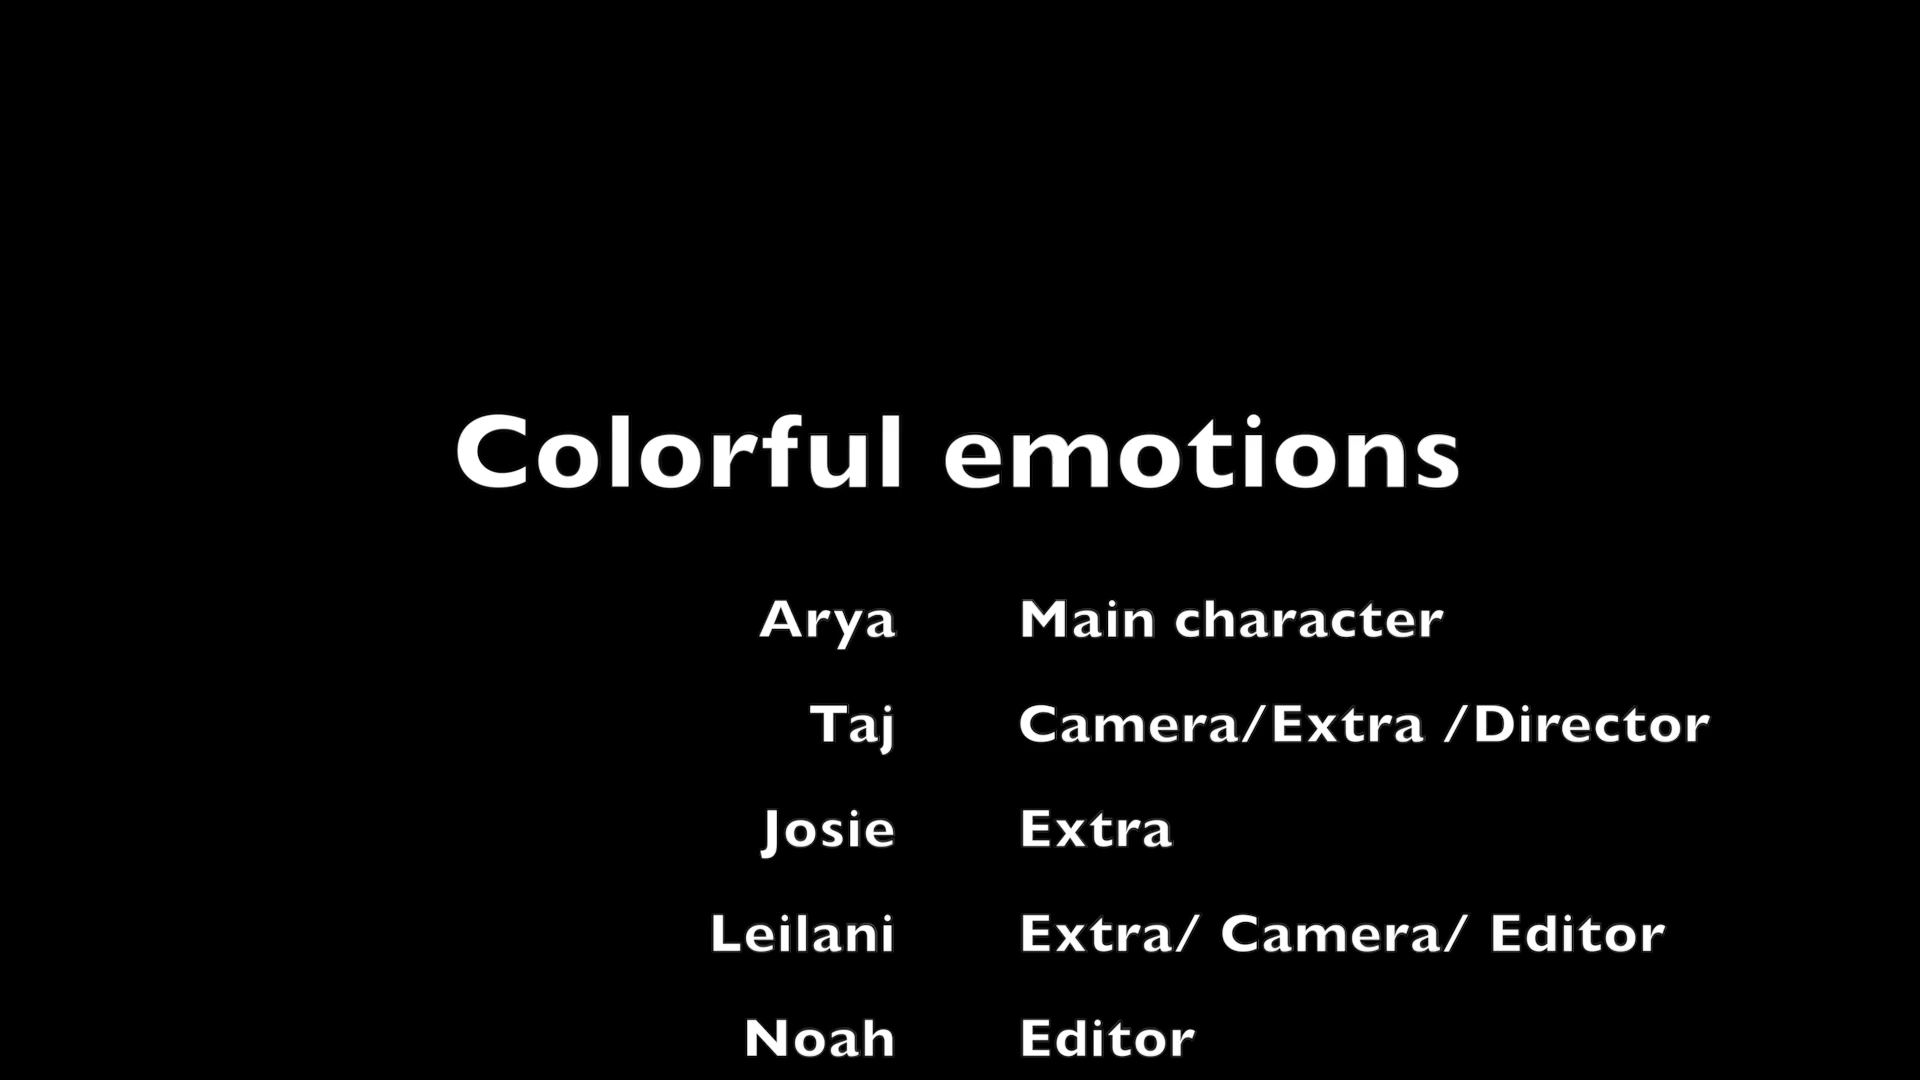 Colorful emotions
Arya Main character
Taj Camera/Extra /Director
Josie Extra
Leilani Extra/ Camera/ Editor
Noah Editor